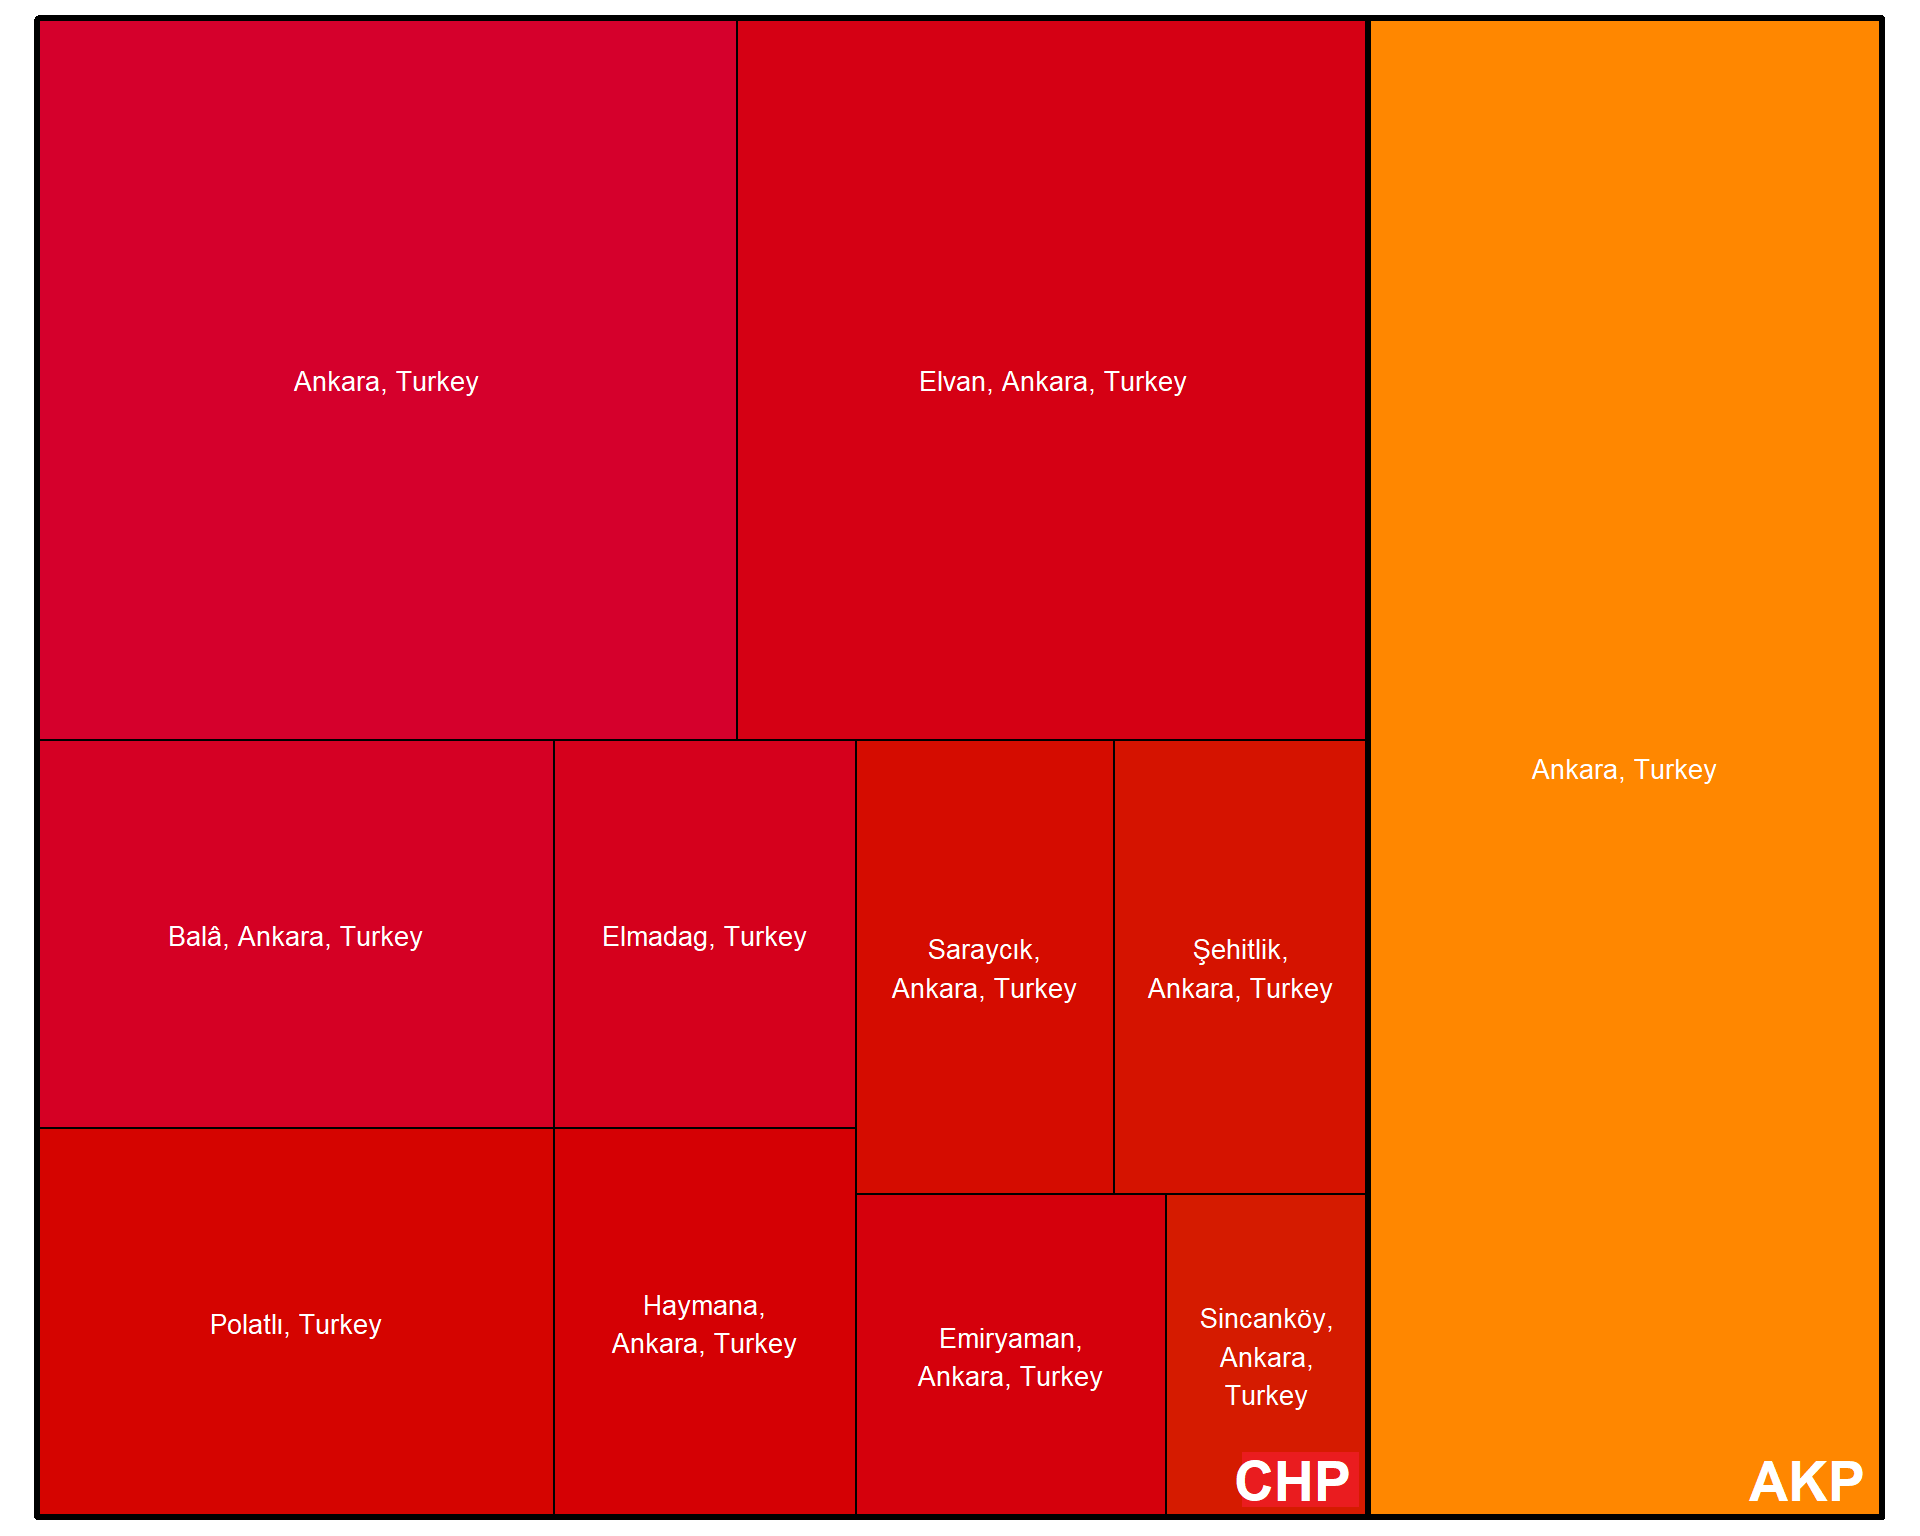 Ankara, Turkey
Elvan, Ankara, Turkey
Ankara, Turkey
Balâ, Ankara, Turkey
Elmadag, Turkey
Saraycık,
Ankara, Turkey
Şehitlik,
Ankara, Turkey
Polatlı, Turkey
Haymana,
Ankara, Turkey
Emiryaman,
Ankara, Turkey
Sincanköy,
Ankara,
Turkey
CHP
AKP